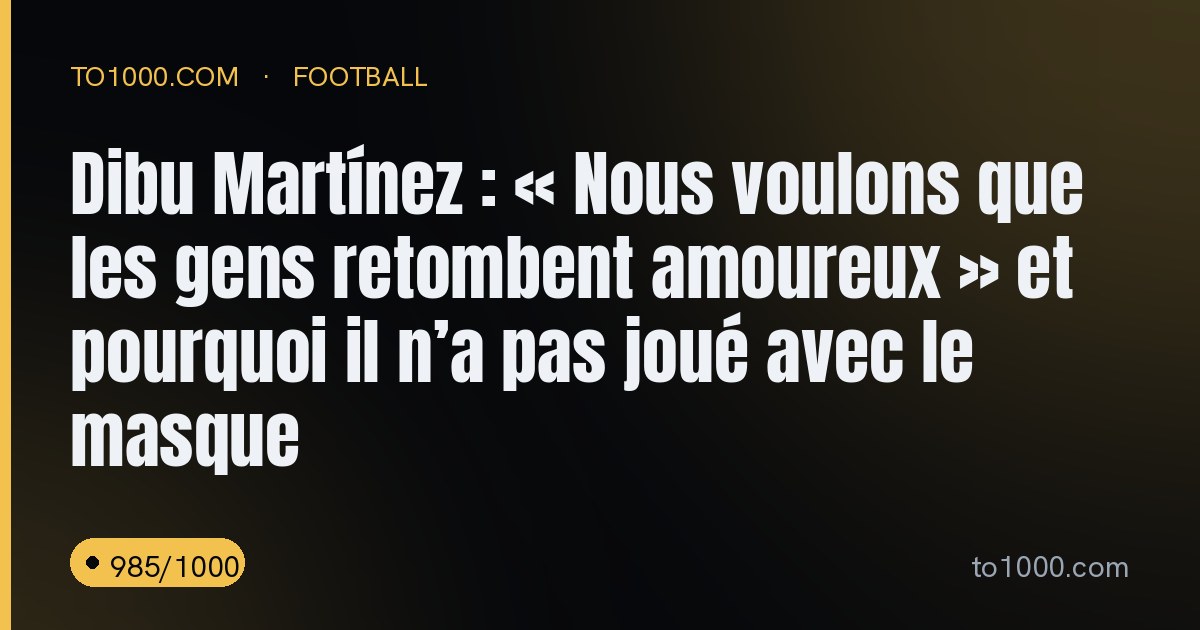 TO1000.COM · FOOTBALL
Dibu Martínez : « Nous voulons que
les gens retombent amoureux » et
pourquoi il n’a pas joué avec le
masque
985/1000
to1000.com